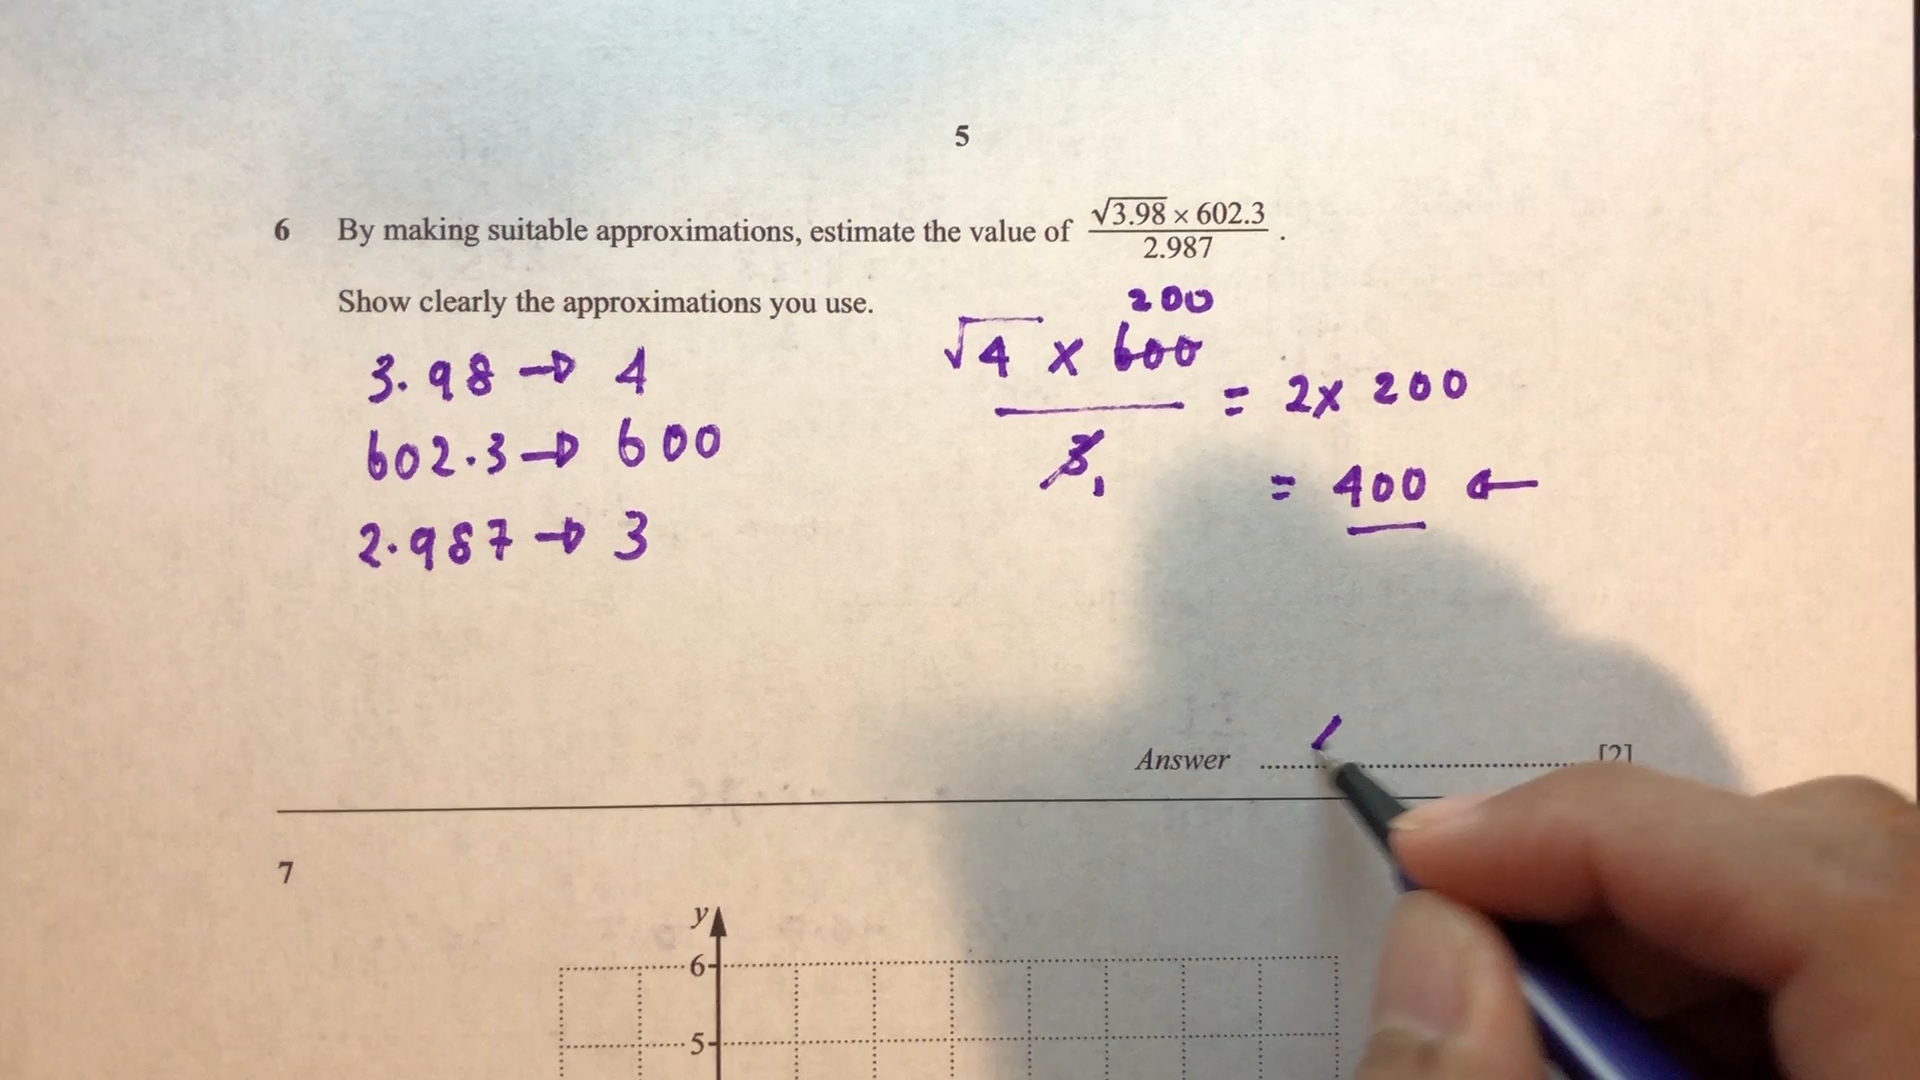 5
6 By making suitable approximations, estimate the value of √3.98 × 602.3 / 2.987 .
Show clearly the approximations you use.
3.98 → 4
602.3 → 600
2.987 → 3
200
√4 × 600
3 1
= 2 × 200
= 400 ←
Answer .................... [2]
7
y
6
5